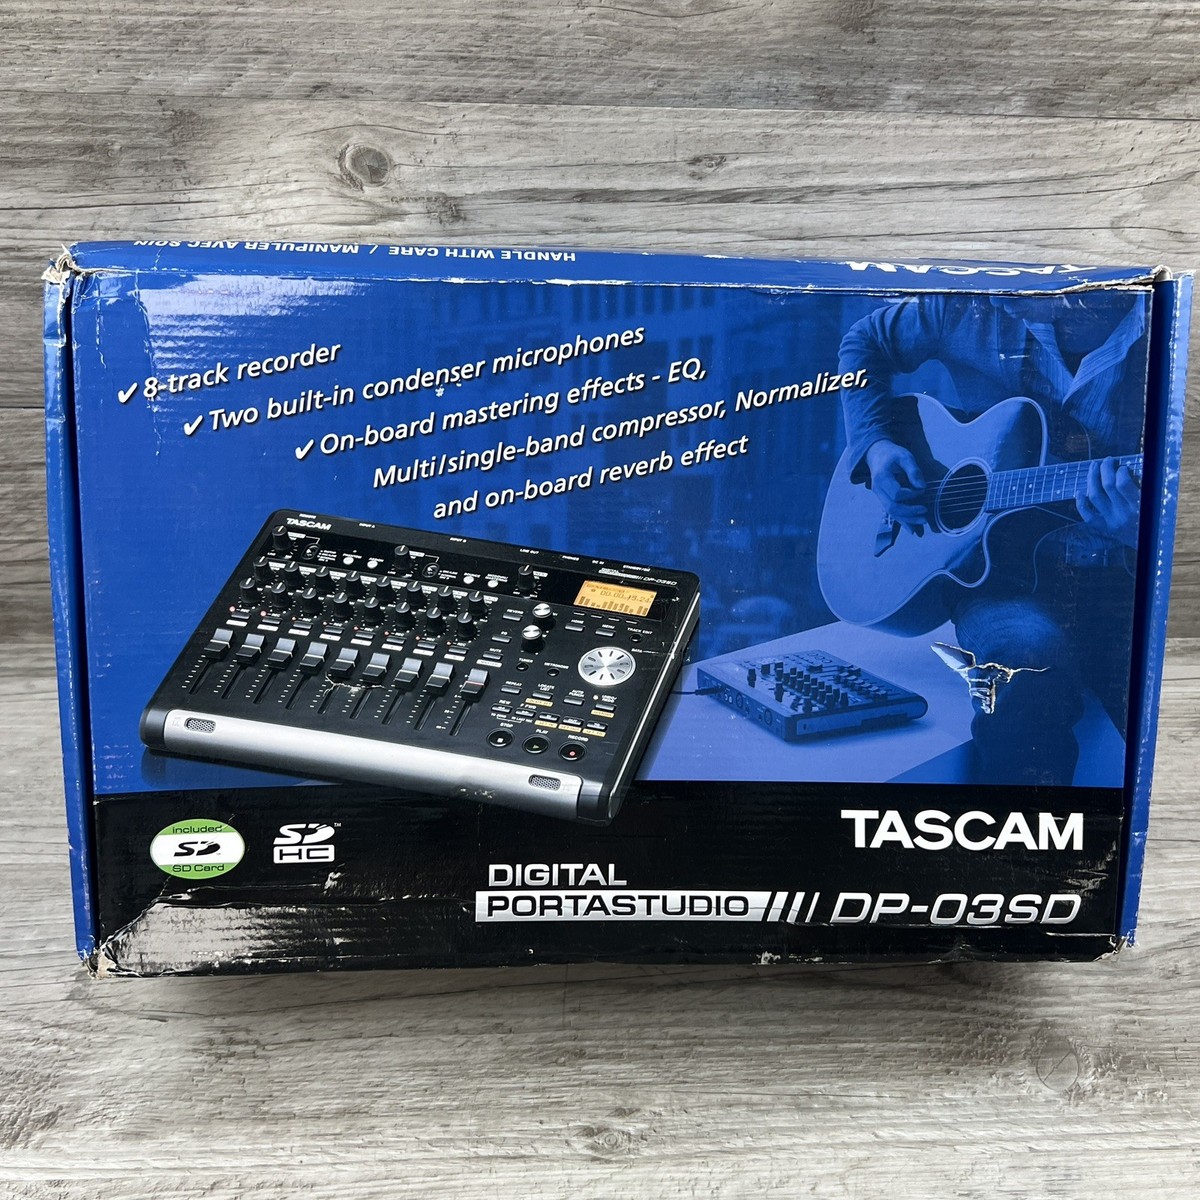 HANDLE WITH CARE / MANIPULER AVEC SOIN
TASCAM
✓ 8-track recorder
✓ Two built-in condenser microphones
✓ On-board mastering effects - EQ,
Multi/single-band compressor, Normalizer,
and on-board reverb effect
TASCAM
DP-03SD
included
SD
SD Card
SD™
HC
TASCAM
DIGITAL
PORTASTUDIO DP-03SD